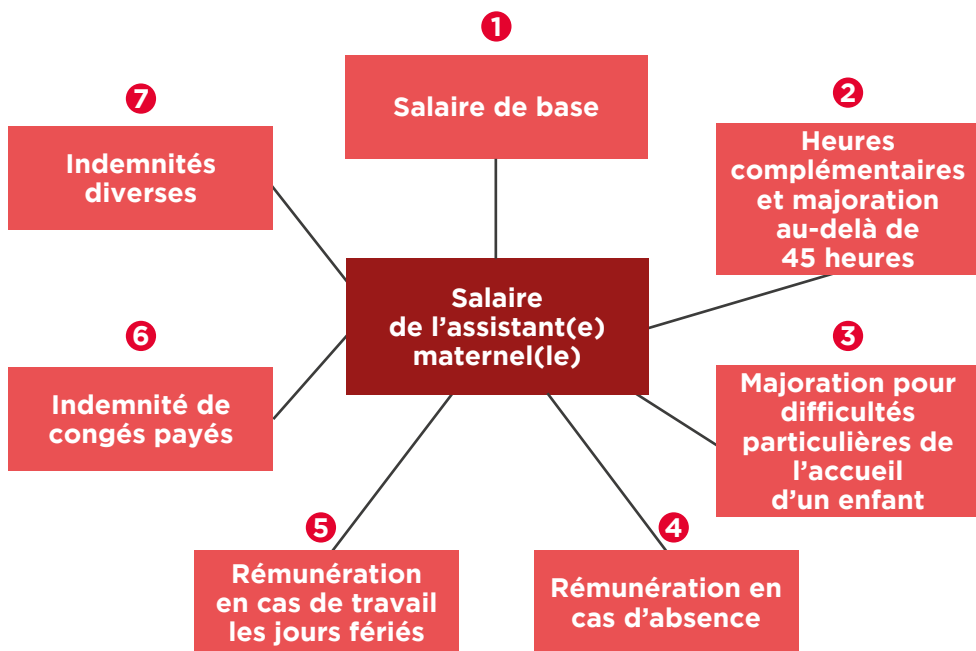 1
Salaire de base
2
Heures
complémentaires
et majoration
au-delà de
45 heures
3
Majoration pour
difficultés
particulières de
l’accueil
d’un enfant
4
Rémunération en
cas d’absence
5
Rémunération
en cas de travail
les jours fériés
6
Indemnité de
congés payés
7
Indemnités
diverses
Salaire
de l’assistant(e)
maternel(le)